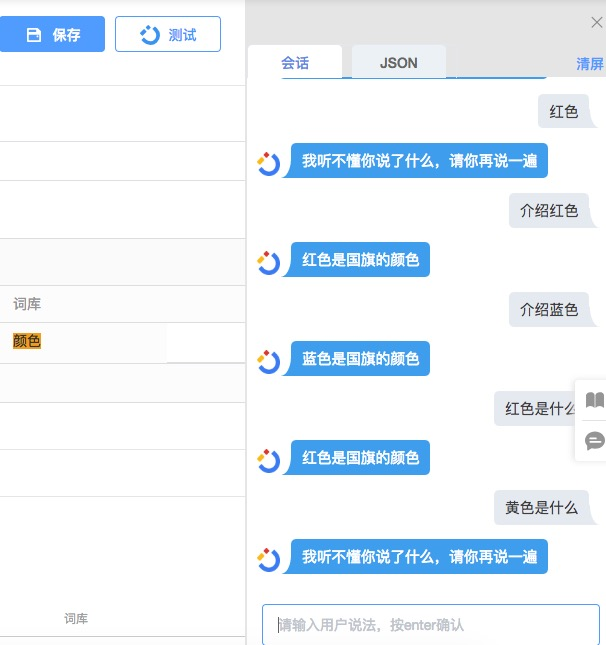 保存
测试
会话
JSON
清屏
红色
我听不懂你说了什么，请你再说一遍
介绍红色
红色是国旗的颜色
词库
介绍蓝色
颜色
蓝色是国旗的颜色
红色是什么
红色是国旗的颜色
黄色是什么
我听不懂你说了什么，请你再说一遍
词库
请输入用户说法，按enter确认